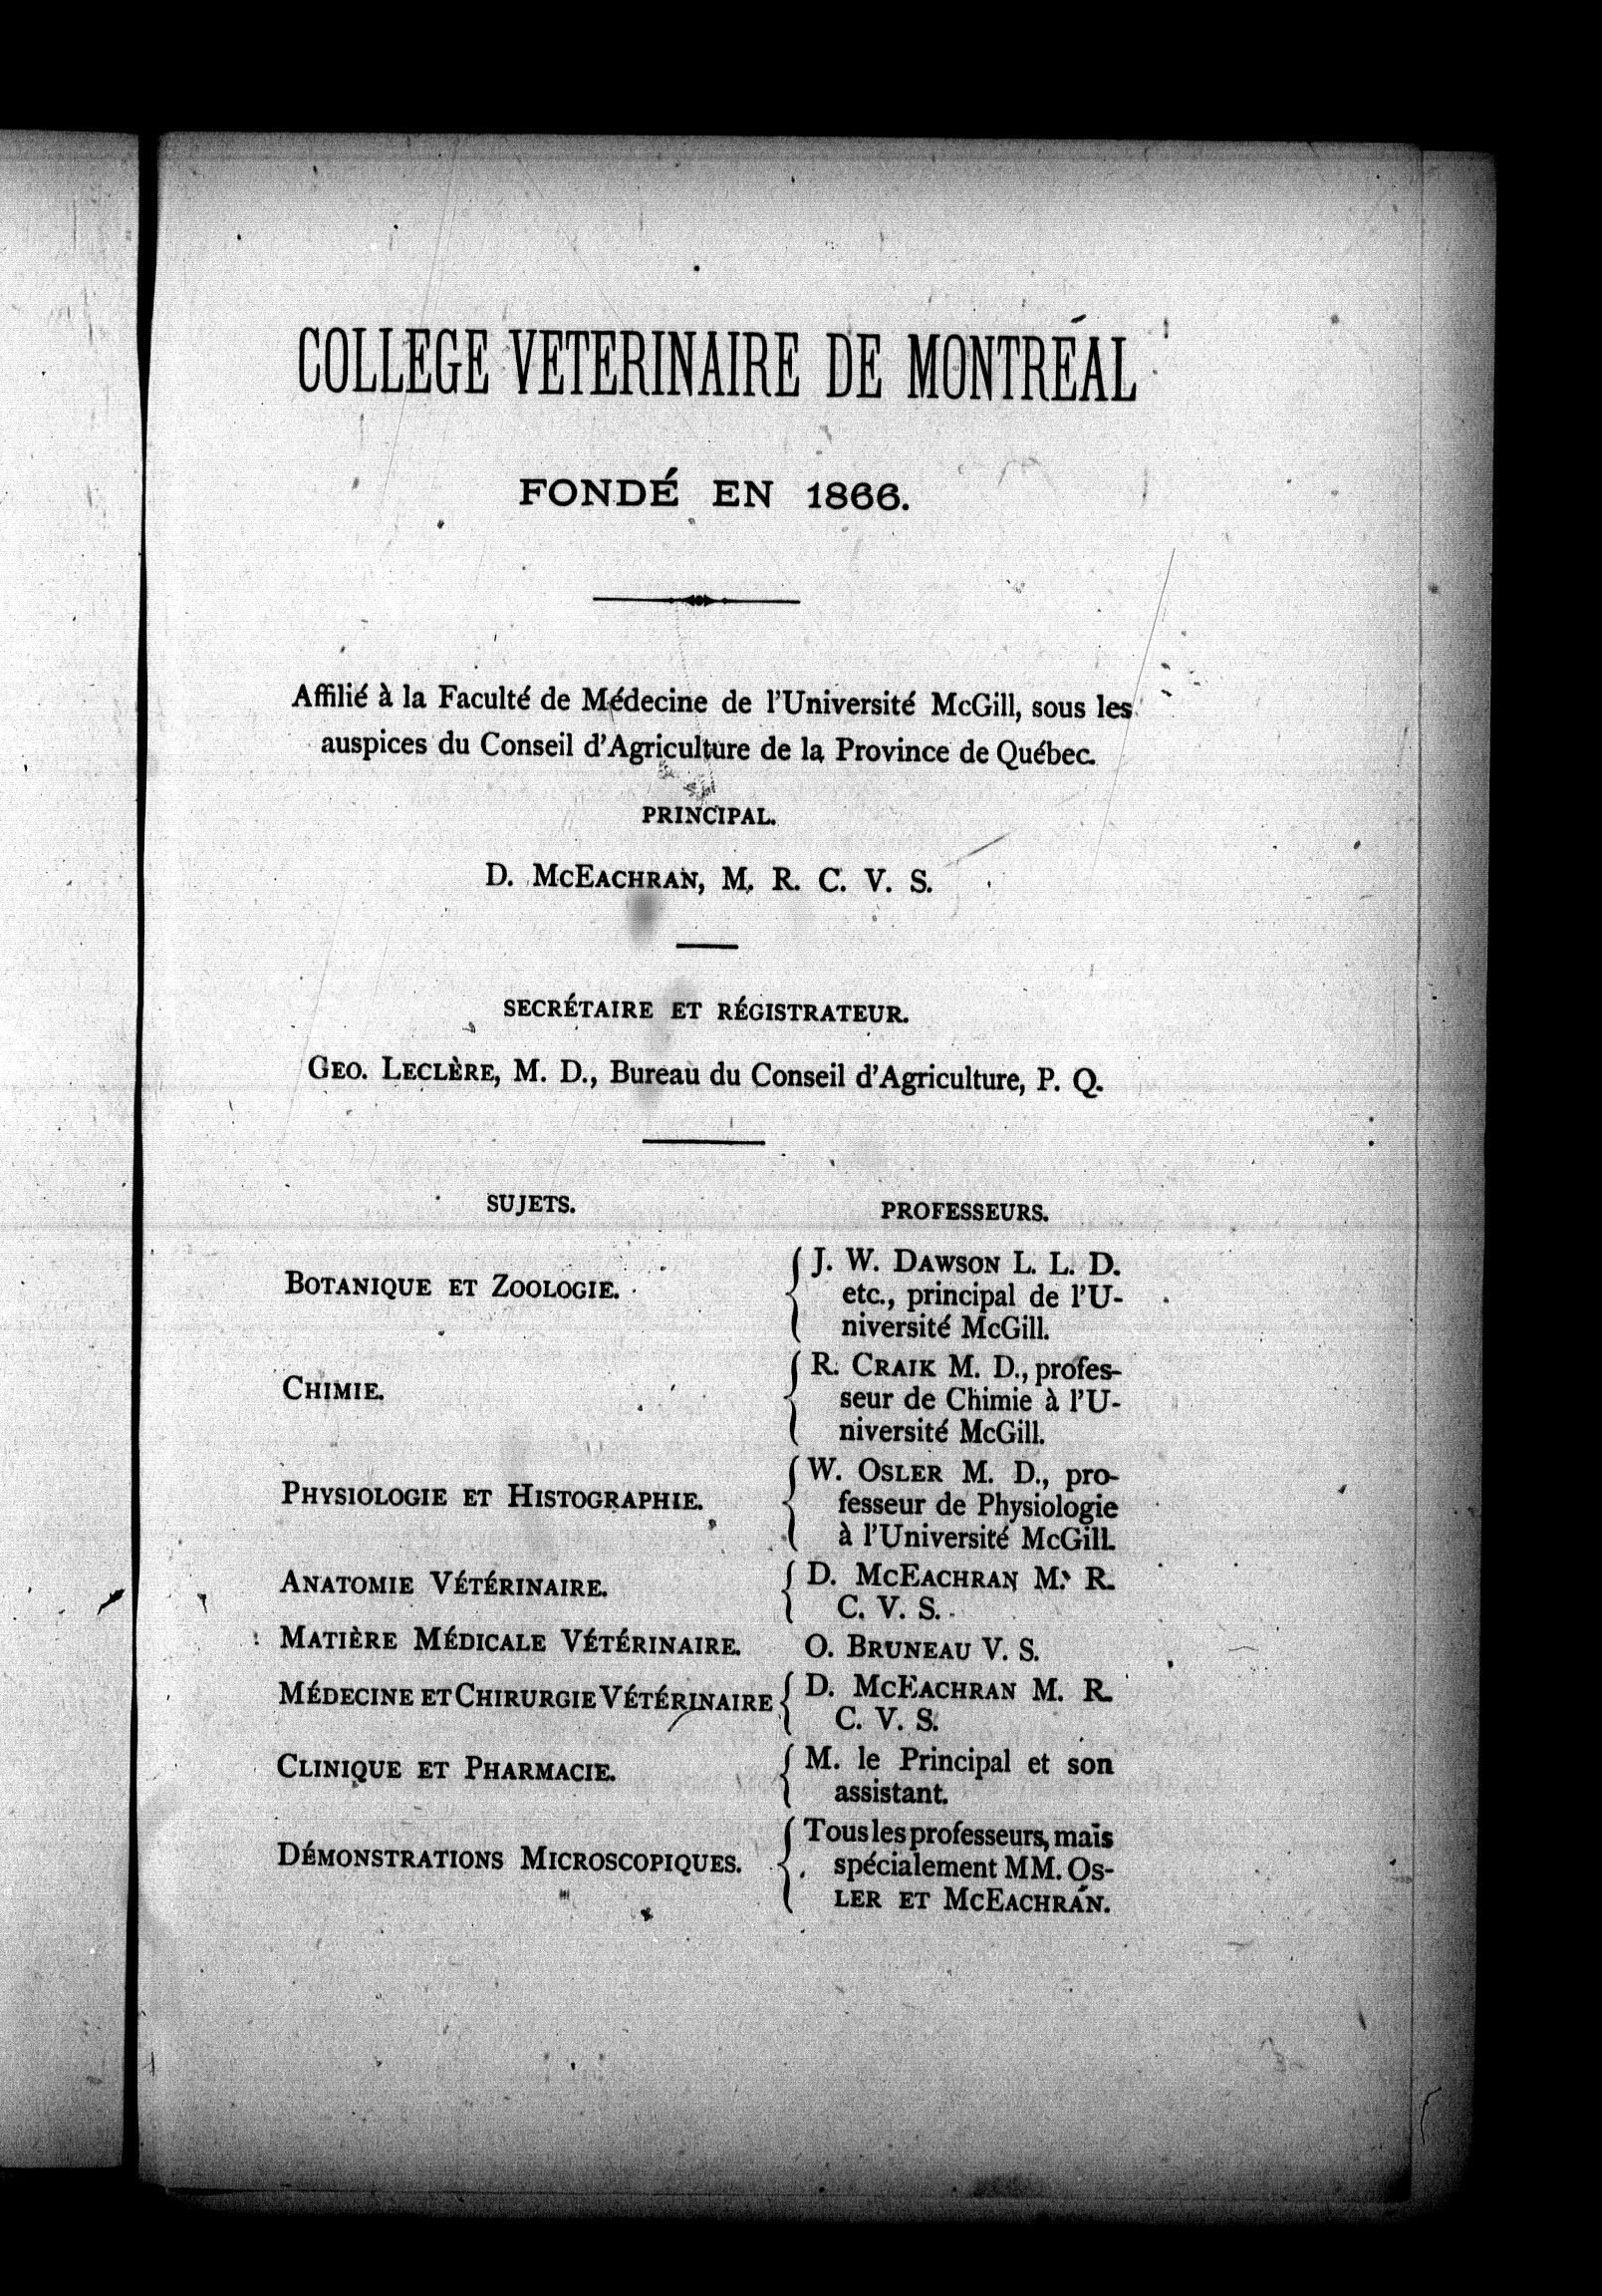 COLLEGE VETERINAIRE DE MONTRÉAL
FONDÉ EN 1866.
Affilié à la Faculté de Médecine de l'Université McGill, sous les
auspices du Conseil d'Agriculture de la Province de Québec.
PRINCIPAL.
D. McEachran, M. R. C. V. S.
SECRÉTAIRE ET RÉGISTRATEUR.
Geo. Leclère, M. D., Bureau du Conseil d'Agriculture, P. Q.
SUJETS.
PROFESSEURS.
Botanique et Zoologie.
J. W. Dawson L. L. D.
etc., principal de l'U-
niversité McGill.
Chimie.
R. Craik M. D., profes-
seur de Chimie à l'U-
niversité McGill.
Physiologie et Histographie.
W. Osler M. D., pro-
fesseur de Physiologie
à l'Université McGill.
Anatomie Vétérinaire.
D. McEachran M. R.
C. V. S.
Matière Médicale Vétérinaire.
O. Bruneau V. S.
Médecine et Chirurgie Vétérinaire
D. McEachran M. R.
C. V. S.
Clinique et Pharmacie.
M. le Principal et son
assistant.
Démonstrations Microscopiques.
Tous les professeurs, mais
spécialement MM. Os-
ler et McEachran.